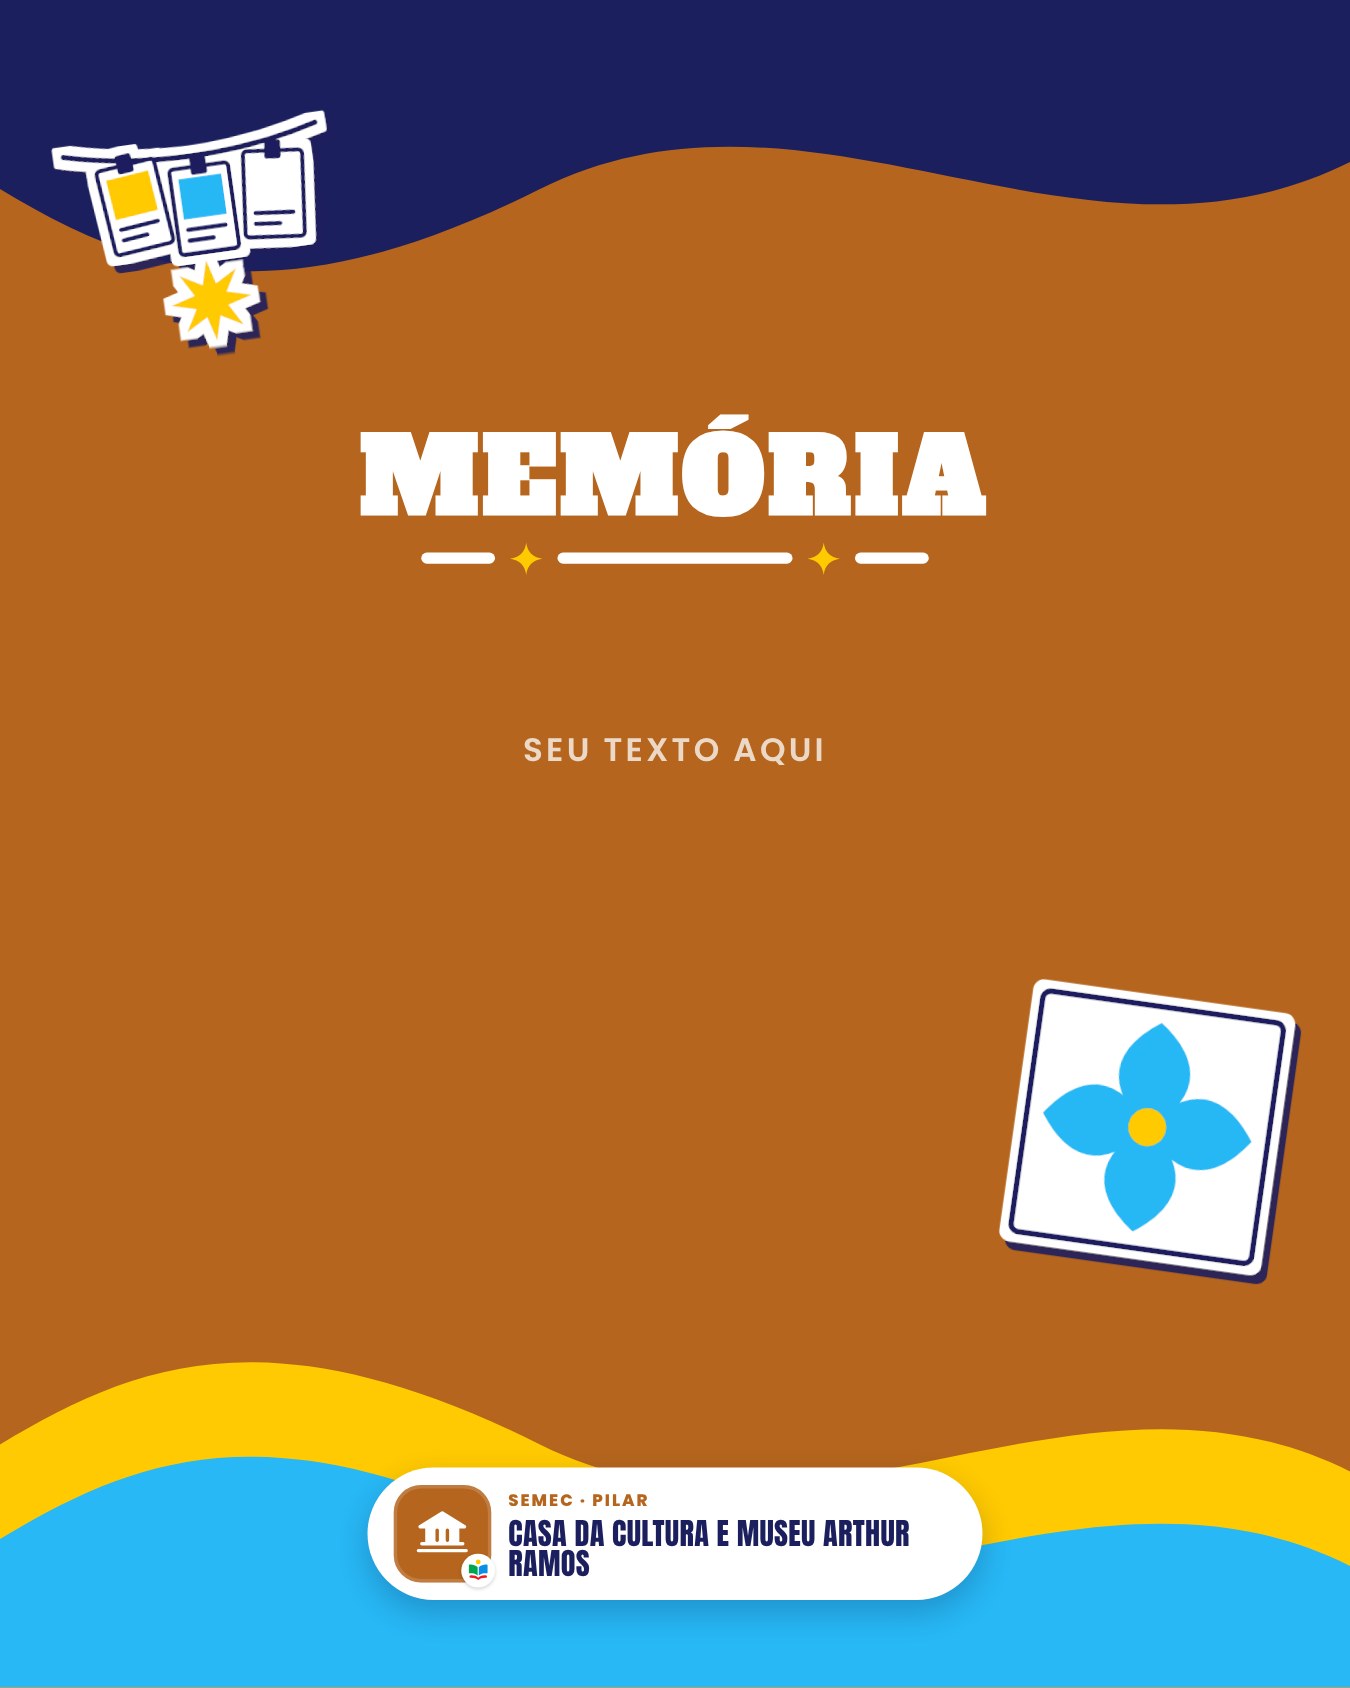 MEMÓRIA
SEU TEXTO AQUI
SEMEC · PILAR
CASA DA CULTURA E MUSEU ARTHUR
RAMOS